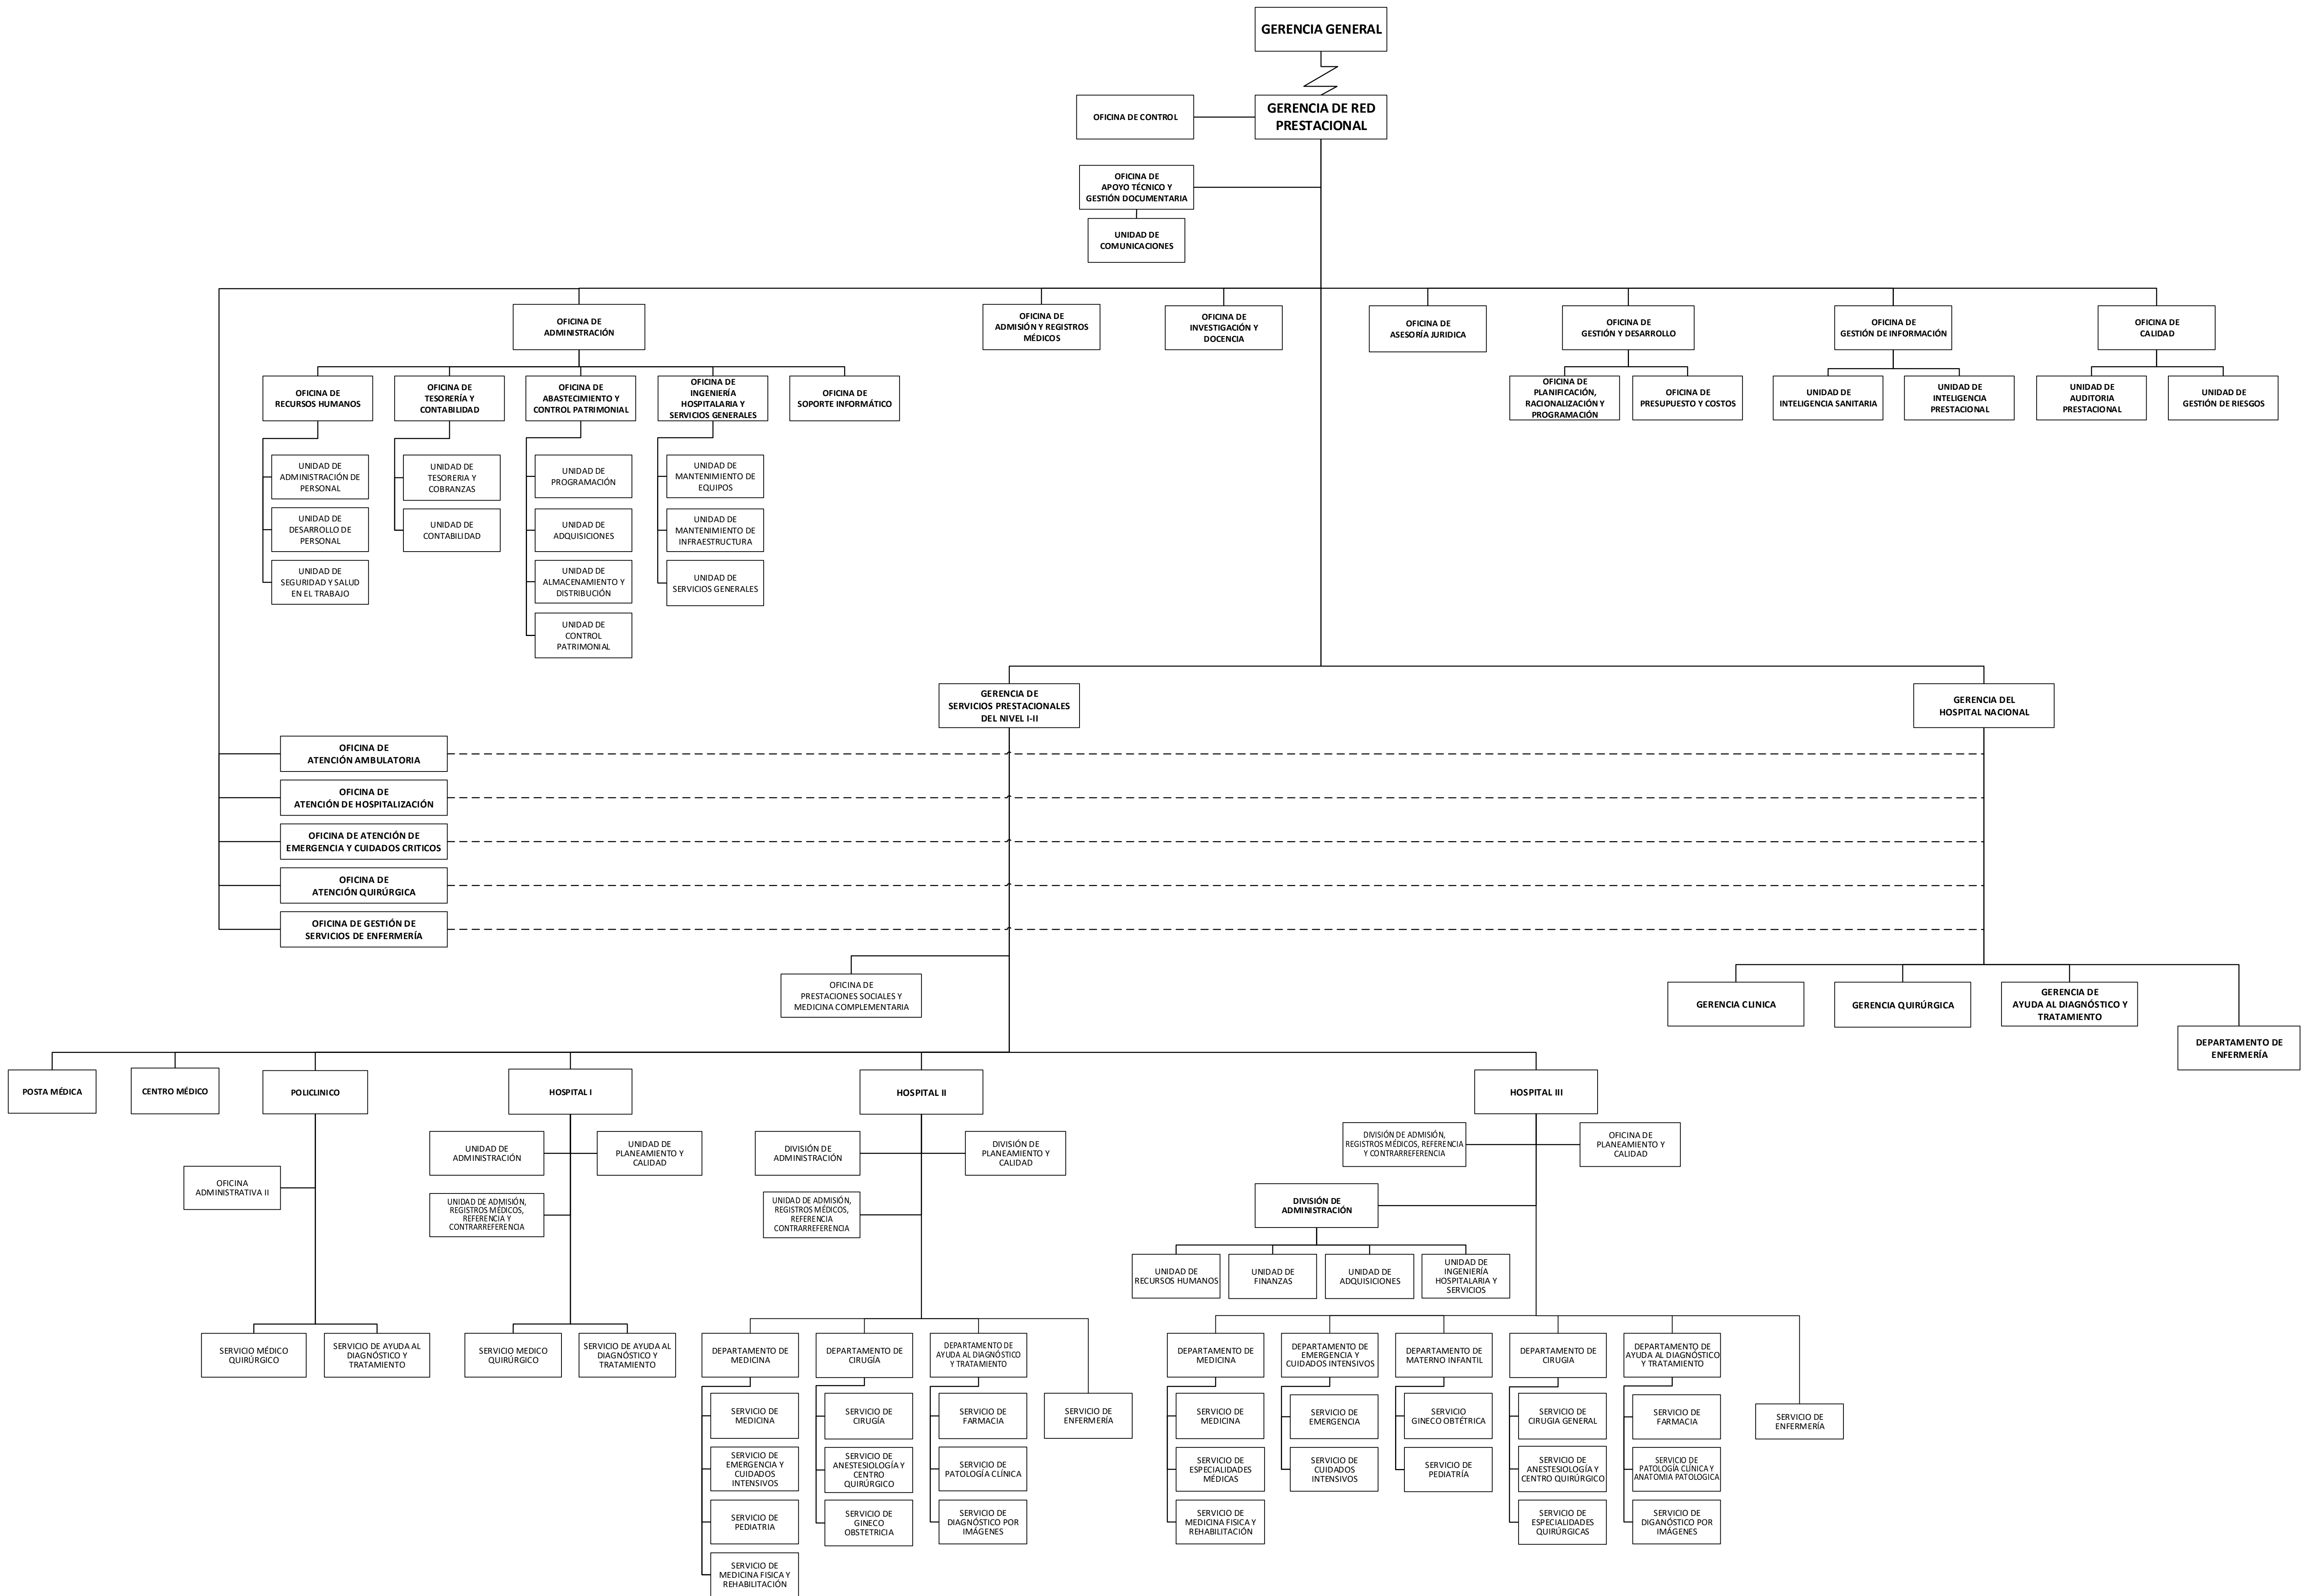 GERENCIA GENERAL
GERENCIA DE RED
PRESTACIONAL
OFICINA DE CONTROL
OFICINA DE
APOYO TÉCNICO Y
GESTIÓN DOCUMENTARIA
UNIDAD DE
COMUNICACIONES
OFICINA DE
ADMINISTRACIÓN
OFICINA DE
ADMISIÓN Y REGISTROS
MÉDICOS
OFICINA DE
INVESTIGACIÓN Y
DOCENCIA
OFICINA DE
ASESORÍA JURIDICA
OFICINA DE
GESTIÓN Y DESARROLLO
OFICINA DE
GESTIÓN DE INFORMACIÓN
OFICINA DE
CALIDAD
OFICINA DE
RECURSOS HUMANOS
OFICINA DE
TESORERÍA Y
CONTABILIDAD
OFICINA DE
ABASTECIMIENTO Y
CONTROL PATRIMONIAL
OFICINA DE
INGENIERÍA
HOSPITALARIA Y
SERVICIOS GENERALES
OFICINA DE
SOPORTE INFORMÁTICO
OFICINA DE
PLANIFICACIÓN,
RACIONALIZACIÓN Y
PROGRAMACIÓN
OFICINA DE
PRESUPUESTO Y COSTOS
UNIDAD DE
INTELIGENCIA SANITARIA
UNIDAD DE
INTELIGENCIA
PRESTACIONAL
UNIDAD DE
AUDITORIA
PRESTACIONAL
UNIDAD DE
GESTIÓN DE RIESGOS
UNIDAD DE
ADMINISTRACIÓN DE
PERSONAL
UNIDAD DE
DESARROLLO DE
PERSONAL
UNIDAD DE
SEGURIDAD Y SALUD
EN EL TRABAJO
UNIDAD DE
TESORERIA Y
COBRANZAS
UNIDAD DE
CONTABILIDAD
UNIDAD DE
PROGRAMACIÓN
UNIDAD DE
ADQUISICIONES
UNIDAD DE
ALMACENAMIENTO Y
DISTRIBUCIÓN
UNIDAD DE
CONTROL
PATRIMONIAL
UNIDAD DE
MANTENIMIENTO DE
EQUIPOS
UNIDAD DE
MANTENIMIENTO DE
INFRAESTRUCTURA
UNIDAD DE
SERVICIOS GENERALES
GERENCIA DE
SERVICIOS PRESTACIONALES
DEL NIVEL I-II
GERENCIA DEL
HOSPITAL NACIONAL
OFICINA DE
ATENCIÓN AMBULATORIA
OFICINA DE
ATENCIÓN DE HOSPITALIZACIÓN
OFICINA DE ATENCIÓN DE
EMERGENCIA Y CUIDADOS CRITICOS
OFICINA DE
ATENCIÓN QUIRÚRGICA
OFICINA DE GESTIÓN DE
SERVICIOS DE ENFERMERÍA
OFICINA DE
PRESTACIONES SOCIALES Y
MEDICINA COMPLEMENTARIA
GERENCIA CLINICA
GERENCIA QUIRÚRGICA
GERENCIA DE
AYUDA AL DIAGNÓSTICO Y
TRATAMIENTO
DEPARTAMENTO DE
ENFERMERÍA
POSTA MÉDICA
CENTRO MÉDICO
POLICLINICO
HOSPITAL I
HOSPITAL II
HOSPITAL III
OFICINA
ADMINISTRATIVA II
SERVICIO MÉDICO
QUIRÚRGICO
SERVICIO DE AYUDA AL
DIAGNÓSTICO Y
TRATAMIENTO
UNIDAD DE
ADMINISTRACIÓN
UNIDAD DE
PLANEAMIENTO Y
CALIDAD
UNIDAD DE ADMISIÓN,
REGISTROS MÉDICOS,
REFERENCIA Y
CONTRARREFERENCIA
SERVICIO MEDICO
QUIRÚRGICO
SERVICIO DE AYUDA AL
DIAGNÓSTICO Y
TRATAMIENTO
DIVISIÓN DE
ADMINISTRACIÓN
DIVISIÓN DE
PLANEAMIENTO Y
CALIDAD
UNIDAD DE ADMISIÓN,
REGISTROS MÉDICOS,
REFERENCIA
CONTRARREFERENCIA
DEPARTAMENTO DE
MEDICINA
SERVICIO DE
MEDICINA
SERVICIO DE
EMERGENCIA Y
CUIDADOS
INTENSIVOS
SERVICIO DE
PEDIATRIA
SERVICIO DE
MEDICINA FISICA Y
REHABILITACIÓN
DEPARTAMENTO DE
CIRUGÍA
SERVICIO DE
CIRUGÍA
SERVICIO DE
ANESTESIOLOGÍA Y
CENTRO
QUIRÚRGICO
SERVICIO DE
GINECO
OBSTETRICIA
DEPARTAMENTO DE
AYUDA AL DIAGNÓSTICO
Y TRATAMIENTO
SERVICIO DE
FARMACIA
SERVICIO DE
PATOLOGÍA CLÍNICA
SERVICIO DE
DIAGNÓSTICO POR
IMÁGENES
SERVICIO DE
ENFERMERÍA
DIVISIÓN DE ADMISIÓN,
REGISTROS MÉDICOS, REFERENCIA
Y CONTRARREFERENCIA
OFICINA DE
PLANEAMIENTO Y
CALIDAD
DIVISIÓN DE
ADMINISTRACIÓN
UNIDAD DE
RECURSOS HUMANOS
UNIDAD DE
FINANZAS
UNIDAD DE
ADQUISICIONES
UNIDAD DE
INGENIERÍA
HOSPITALARIA Y
SERVICIOS
DEPARTAMENTO DE
MEDICINA
SERVICIO DE
MEDICINA
SERVICIO DE
ESPECIALIDADES
MÉDICAS
SERVICIO DE
MEDICINA FISICA Y
REHABILITACIÓN
DEPARTAMENTO DE
EMERGENCIA Y
CUIDADOS INTENSIVOS
SERVICIO DE
EMERGENCIA
SERVICIO DE
CUIDADOS
INTENSIVOS
DEPARTAMENTO DE
MATERNO INFANTIL
SERVICIO
GINECO OBTÉTRICA
SERVICIO DE
PEDIATRÍA
DEPARTAMENTO DE
CIRUGIA
SERVICIO DE
CIRUGIA GENERAL
SERVICIO DE
ANESTESIOLOGÍA Y
CENTRO QUIRÚRGICO
SERVICIO DE
ESPECIALIDADES
QUIRÚRGICAS
DEPARTAMENTO DE
AYUDA AL DIAGNÓSTICO
Y TRATAMIENTO
SERVICIO DE
FARMACIA
SERVICIO DE
PATOLOGÍA CLÍNICA Y
ANATOMIA PATOLOGICA
SERVICIO DE
DIGANÓSTICO POR
IMÁGENES
SERVICIO DE
ENFERMERÍA